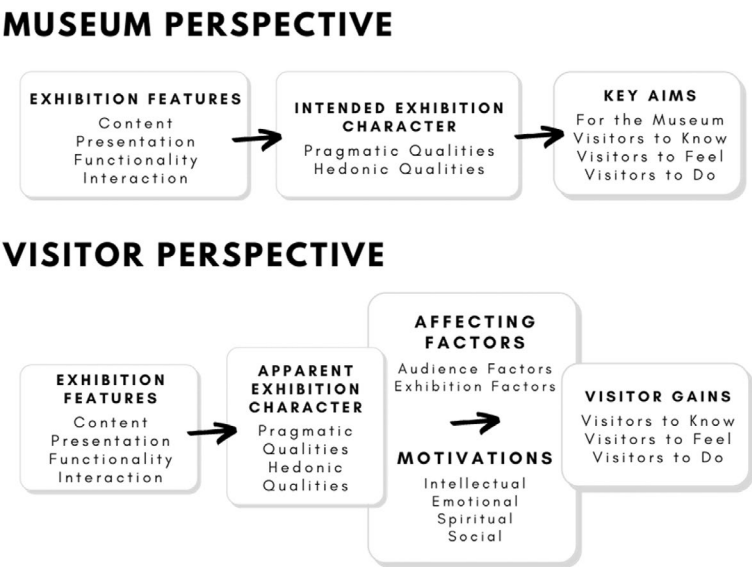 MUSEUM PERSPECTIVE
EXHIBITION FEATURES
Content
Presentation
Functionality
Interaction
INTENDED EXHIBITION
CHARACTER
Pragmatic Qualities
Hedonic Qualities
KEY AIMS
For the Museum
Visitors to Know
Visitors to Feel
Visitors to Do
VISITOR PERSPECTIVE
EXHIBITION
FEATURES
Content
Presentation
Functionality
Interaction
APPARENT
EXHIBITION
CHARACTER
Pragmatic
Qualities
Hedonic
Qualities
AFFECTING
FACTORS
Audience Factors
Exhibition Factors
MOTIVATIONS
Intellectual
Emotional
Spiritual
Social
VISITOR GAINS
Visitors to Know
Visitors to Feel
Visitors to Do